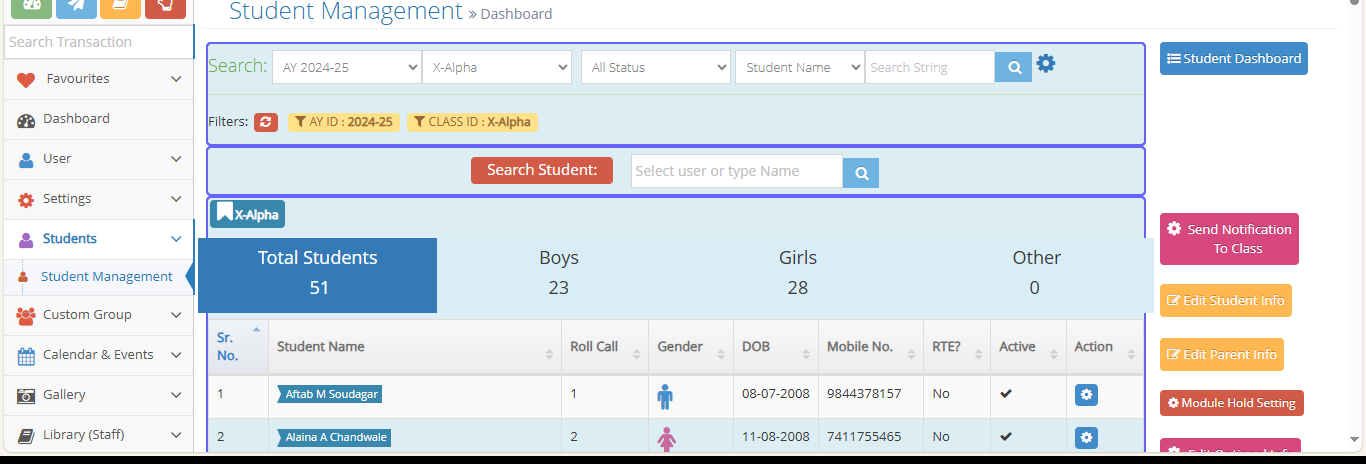 Student Management » Dashboard
Search Transaction
Favourites
Dashboard
User
Settings
Students
Student Management
Custom Group
Calendar & Events
Gallery
Library (Staff)
Search: AY 2024-25 X-Alpha All Status Student Name Search String
Filters: AY ID : 2024-25 CLASS ID : X-Alpha
Search Student: Select user or type Name
X-Alpha
Total Students Boys Girls Other
51 23 28 0
Sr. No. Student Name Roll Call Gender DOB Mobile No. RTE? Active Action
1 Aftab M Soudagar 1 08-07-2008 9844378157 No
2 Alaina A Chandwale 2 11-08-2008 7411755465 No
Student Dashboard
Send Notification
To Class
Edit Student Info
Edit Parent Info
Module Hold Setting
Edit Optional Info